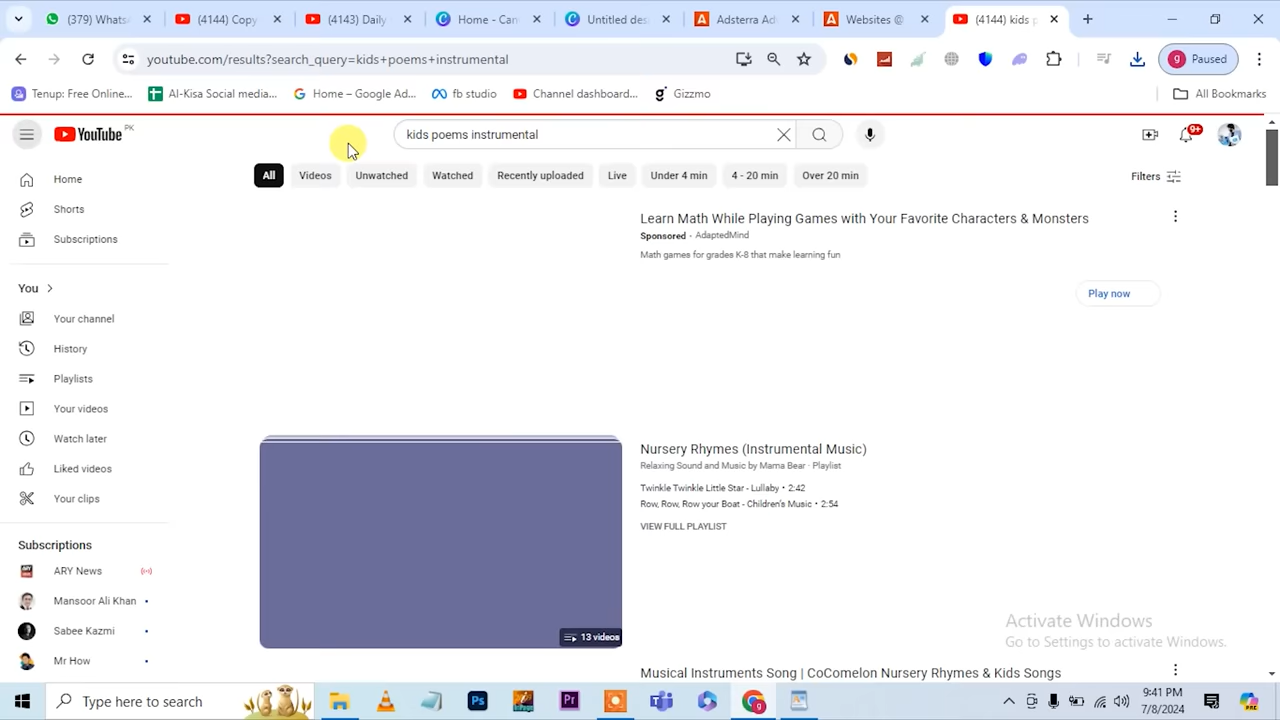 (379) Whats
(4144) Copy
(4143) Daily
Home - Can
Untitled des
Adsterra Ad
Websites @
(4144) kids p
youtube.com/results?search_query=kids+poems+instrumental
g
Paused
Tenup: Free Online...
Al-Kisa Social media...
Home – Google Ad...
fb studio
Channel dashboard...
Gizmmo
All Bookmarks
YouTube PK
kids poems instrumental
9+
All
Videos
Unwatched
Watched
Recently uploaded
Live
Under 4 min
4 - 20 min
Over 20 min
Filters
Home
Shorts
Subscriptions
You
Your channel
History
Playlists
Your videos
Watch later
Liked videos
Your clips
Subscriptions
ARY News
Mansoor Ali Khan
Sabee Kazmi
Mr How
Learn Math While Playing Games with Your Favorite Characters & Monsters
Sponsored · AdaptedMind
Math games for grades K-8 that make learning fun
Play now
Nursery Rhymes (Instrumental Music)
Relaxing Sound and Music by Mama Bear · Playlist
Twinkle Twinkle Little Star - Lullaby • 2:42
Row, Row, Row your Boat - Children's Music • 2:54
VIEW FULL PLAYLIST
13 videos
Musical Instruments Song | CoComelon Nursery Rhymes & Kids Songs
Activate Windows
Go to Settings to activate Windows.
Type here to search
Ps
Pr
9:41 PM
7/8/2024